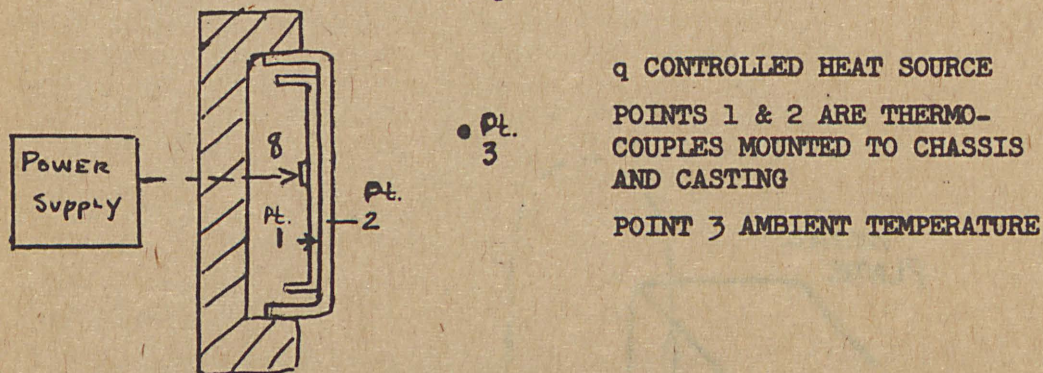 POWER
Supply
8
Pt.
1
Pt.
2
Pt.
3
q CONTROLLED HEAT SOURCE
POINTS 1 & 2 ARE THERMO-
COUPLES MOUNTED TO CHASSIS
AND CASTING
POINT 3 AMBIENT TEMPERATURE